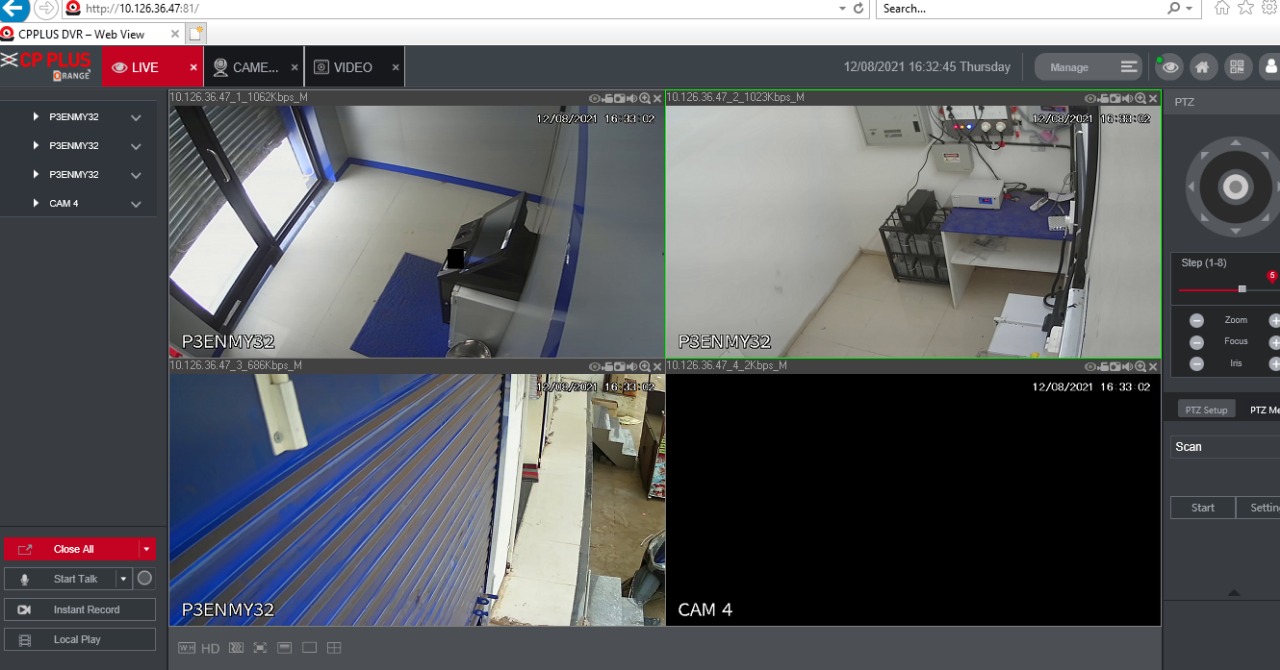 http://10.126.36.47:81/
Search...
CPPLUS DVR – Web View
CP PLUS
ORANGE
LIVE
CAME...
VIDEO
12/08/2021 16:32:45 Thursday
Manage
P3ENMY32
P3ENMY32
P3ENMY32
CAM 4
10.126.36.47_1_1062Kbps_M
12/08/2021 16:33:02
P3ENMY32
10.126.36.47_2_1023Kbps_M
12/08/2021 16:33:02
P3ENMY32
10.126.36.47_3_686Kbps_M
12/08/2021 16:33:02
P3ENMY32
10.126.36.47_4_2Kbps_M
12/08/2021 16:33:02
CAM 4
PTZ
Step (1-8)
5
Zoom
Focus
Iris
PTZ Setup
PTZ Me
Scan
Start
Settin
Close All
Start Talk
Instant Record
Local Play
W:H
HD